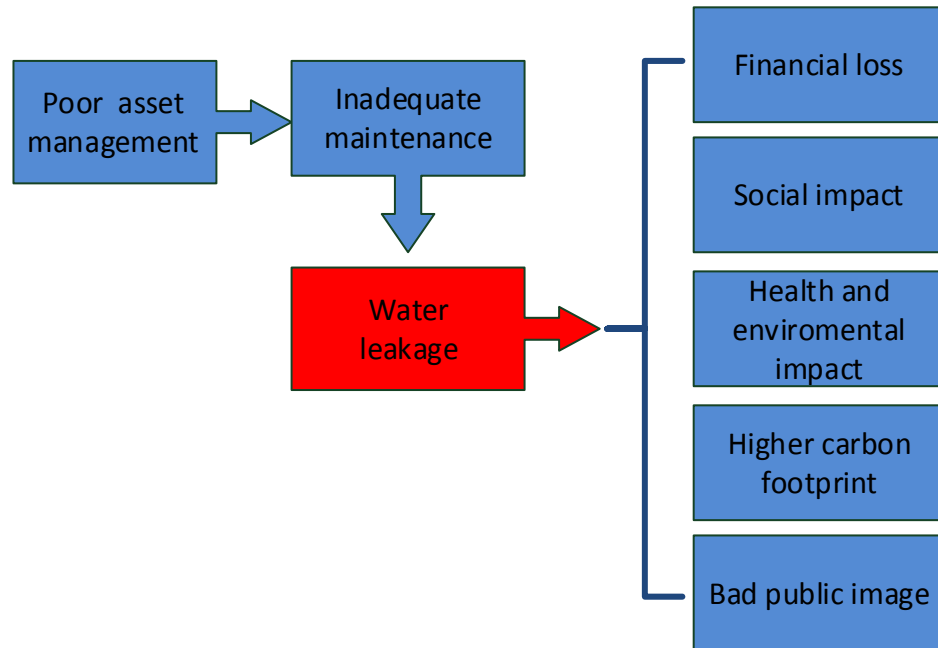 Poor asset
management
Inadequate
maintenance
Water
leakage
Financial loss
Social impact
Health and
enviromental
impact
Higher carbon
footprint
Bad public image